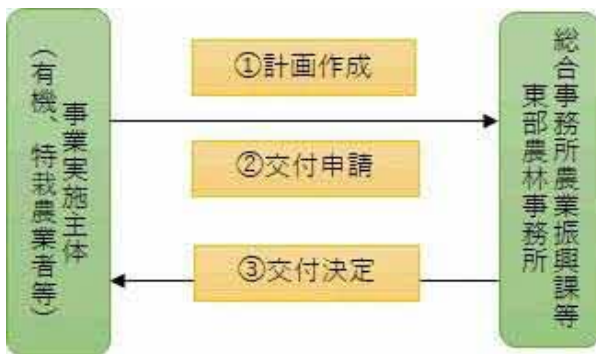 事業実施主体
（有機、特栽農業者等）
①計画作成
②交付申請
③交付決定
総合事務所農業振興課等
東部農林事務所